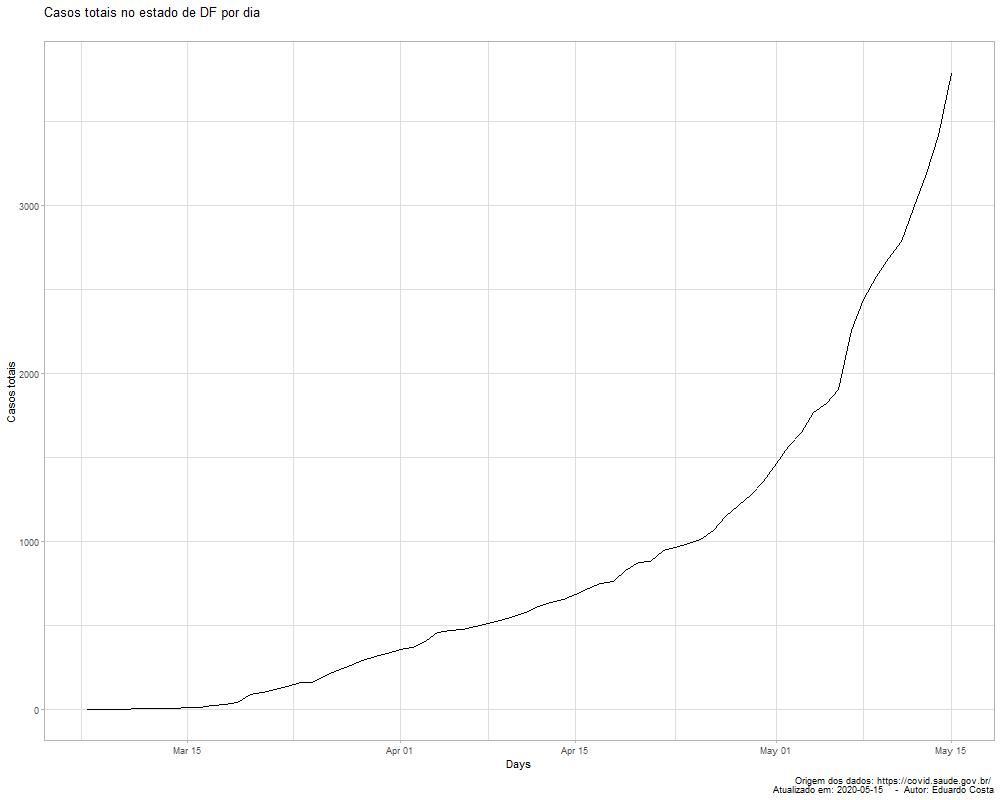 Casos totais no estado de DF por dia
3000
2000
1000
0
Casos totais
Mar 15
Apr 01
Apr 15
May 01
May 15
Days
Origem dos dados: https://covid.saude.gov.br/
Atualizado em: 2020-05-15 - Autor: Eduardo Costa